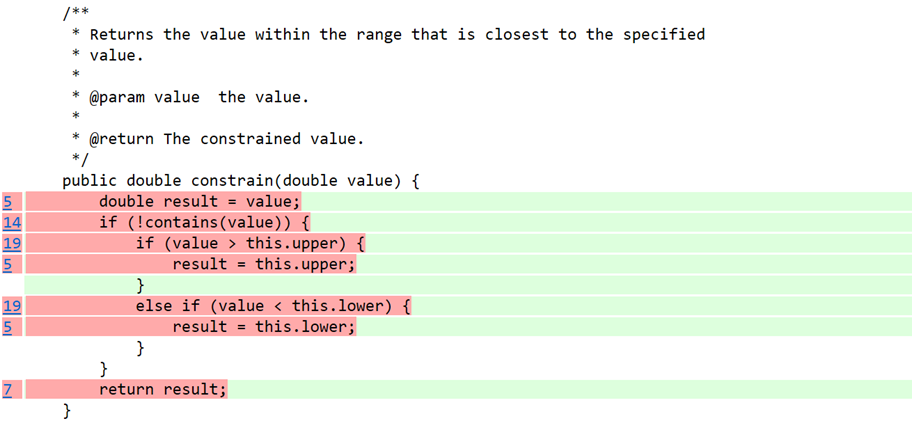 /**
 * Returns the value within the range that is closest to the specified
 * value.
 *
 * @param value  the value.
 *
 * @return The constrained value.
 */
public double constrain(double value) {
5 double result = value;
14 if (!contains(value)) {
19 if (value > this.upper) {
5 result = this.upper;
}
19 else if (value < this.lower) {
5 result = this.lower;
}
}
7 return result;
}